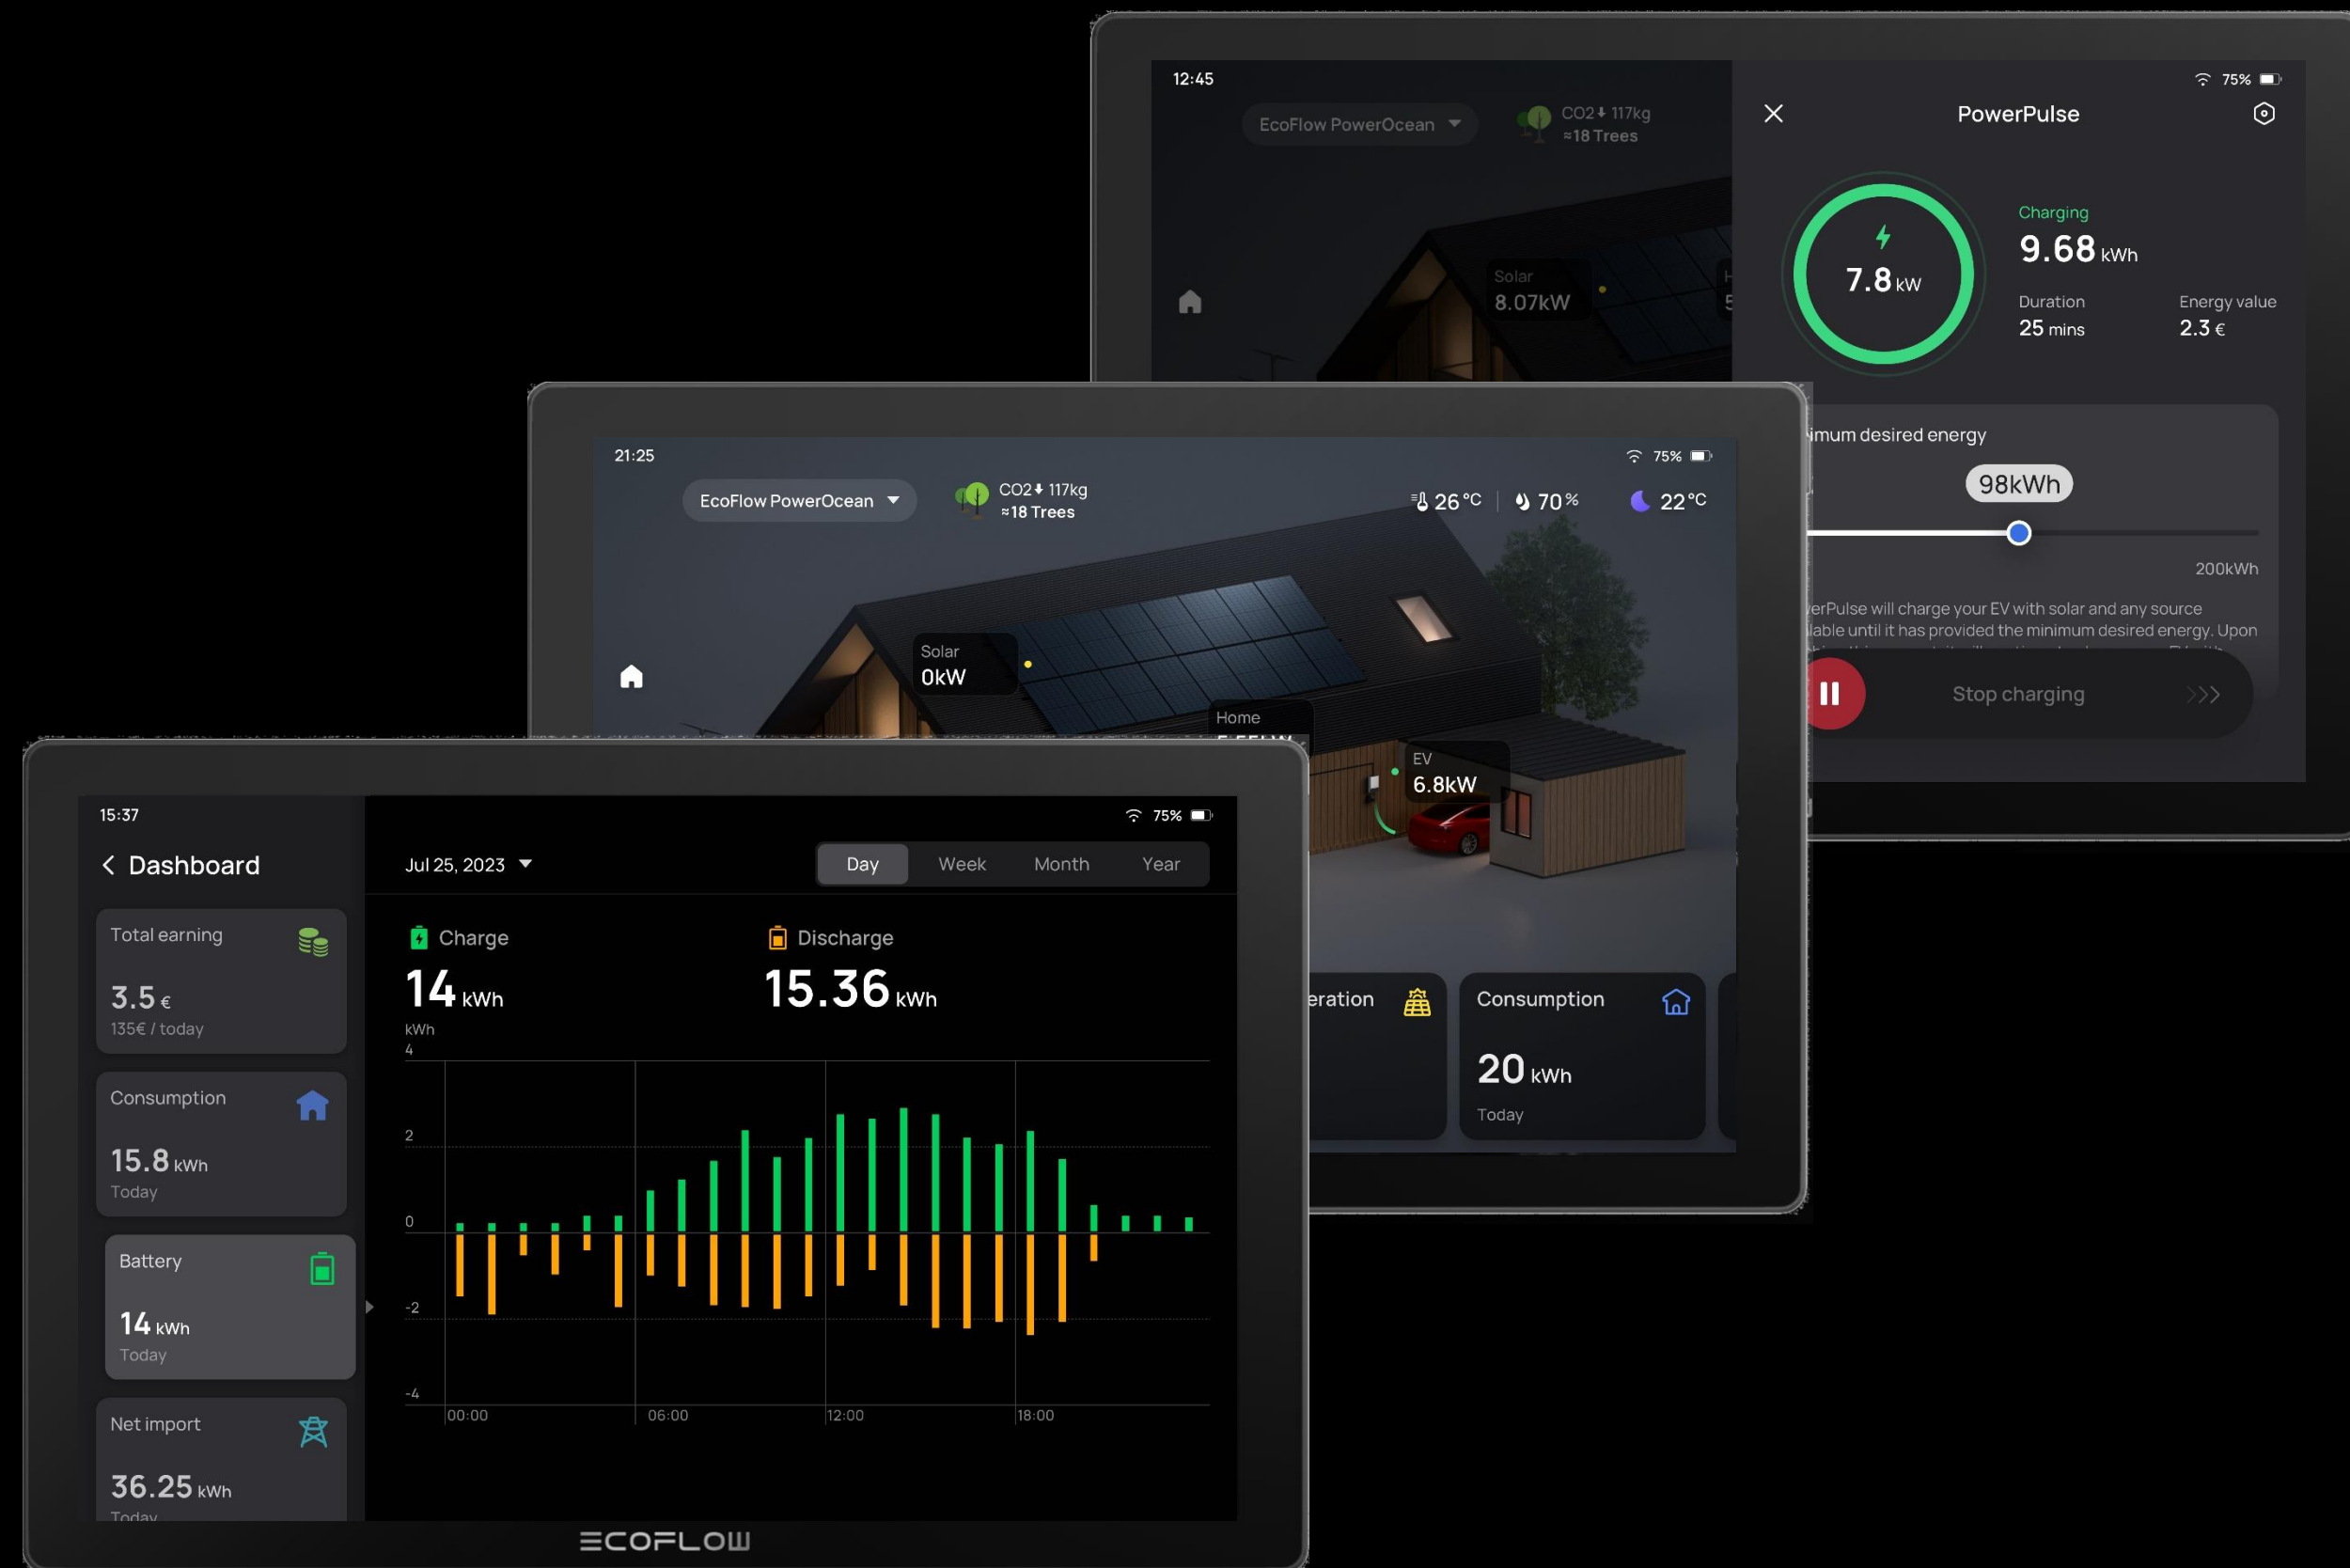 12:45
75%
EcoFlow PowerOcean
CO2 117kg
≈18 Trees
PowerPulse
Solar
8.07kW
7.8 kW
Charging
9.68 kWh
Duration
25 mins
Energy value
2.3 €
desired energy
98kWh
200kWh
will charge your EV with solar and any source
until it has provided the minimum desired energy. Upon
Stop charging
21:25
75%
EcoFlow PowerOcean
CO2 117kg
≈18 Trees
26°C
70%
22°C
Solar
0kW
Home
EV
6.8kW
Consumption
20 kWh
Today
15:37
75%
Dashboard
Total earning
3.5 €
135€ / today
Consumption
15.8 kWh
Today
Battery
14 kWh
Today
Net import
36.25 kWh
Today
Jul 25, 2023
Day
Week
Month
Year
Charge
14 kWh
Discharge
15.36 kWh
kWh
4
2
0
-2
-4
00:00
06:00
12:00
18:00
ECOFLOW